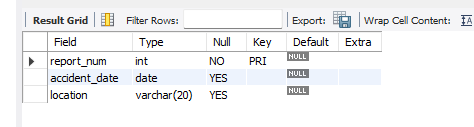 Result Grid Filter Rows: Export: Wrap Cell Content:
Field Type Null Key Default Extra
report_num int NO PRI NULL
accident_date date YES NULL
location varchar(20) YES NULL